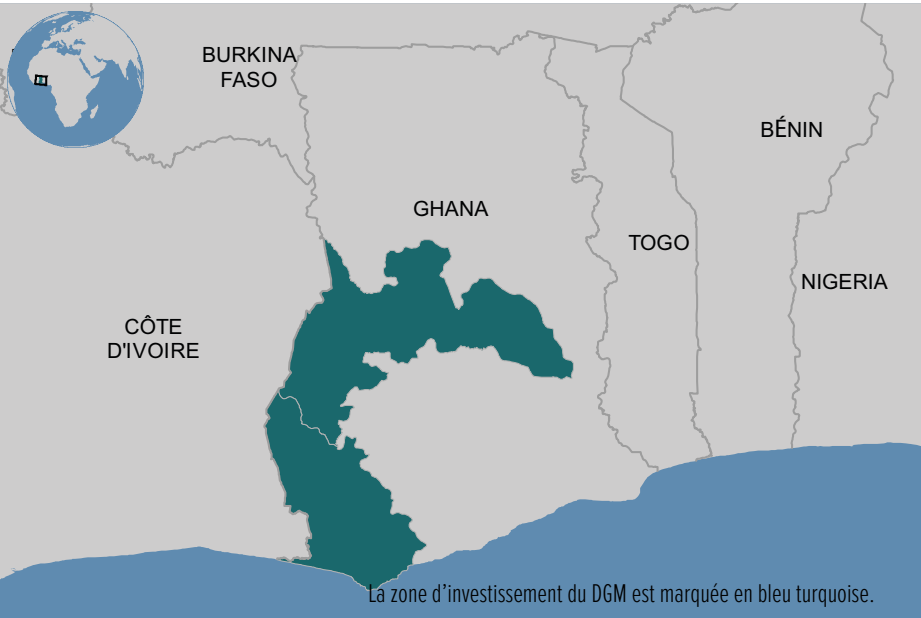 BURKINA
FASO
BÉNIN
GHANA
TOGO
NIGERIA
CÔTE
D'IVOIRE
La zone d’investissement du DGM est marquée en bleu turquoise.